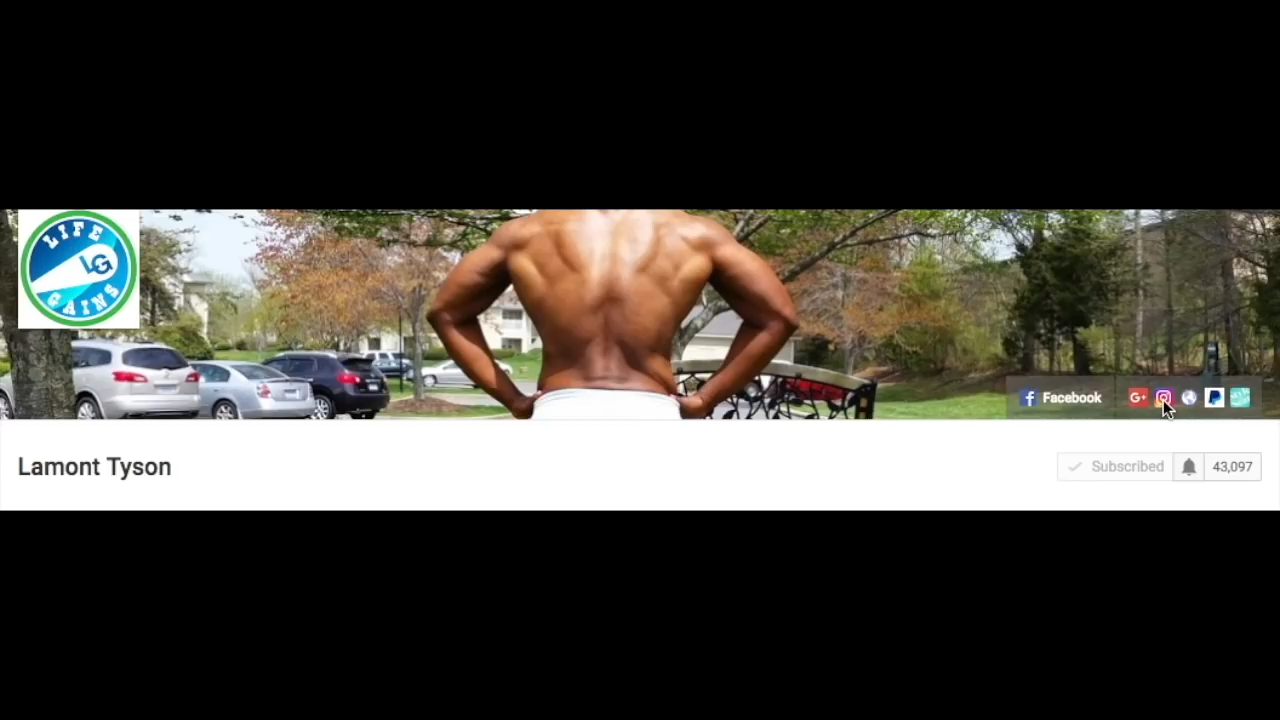 LIFE
LG
GAINS
Facebook
G+
Lamont Tyson
Subscribed
43,097